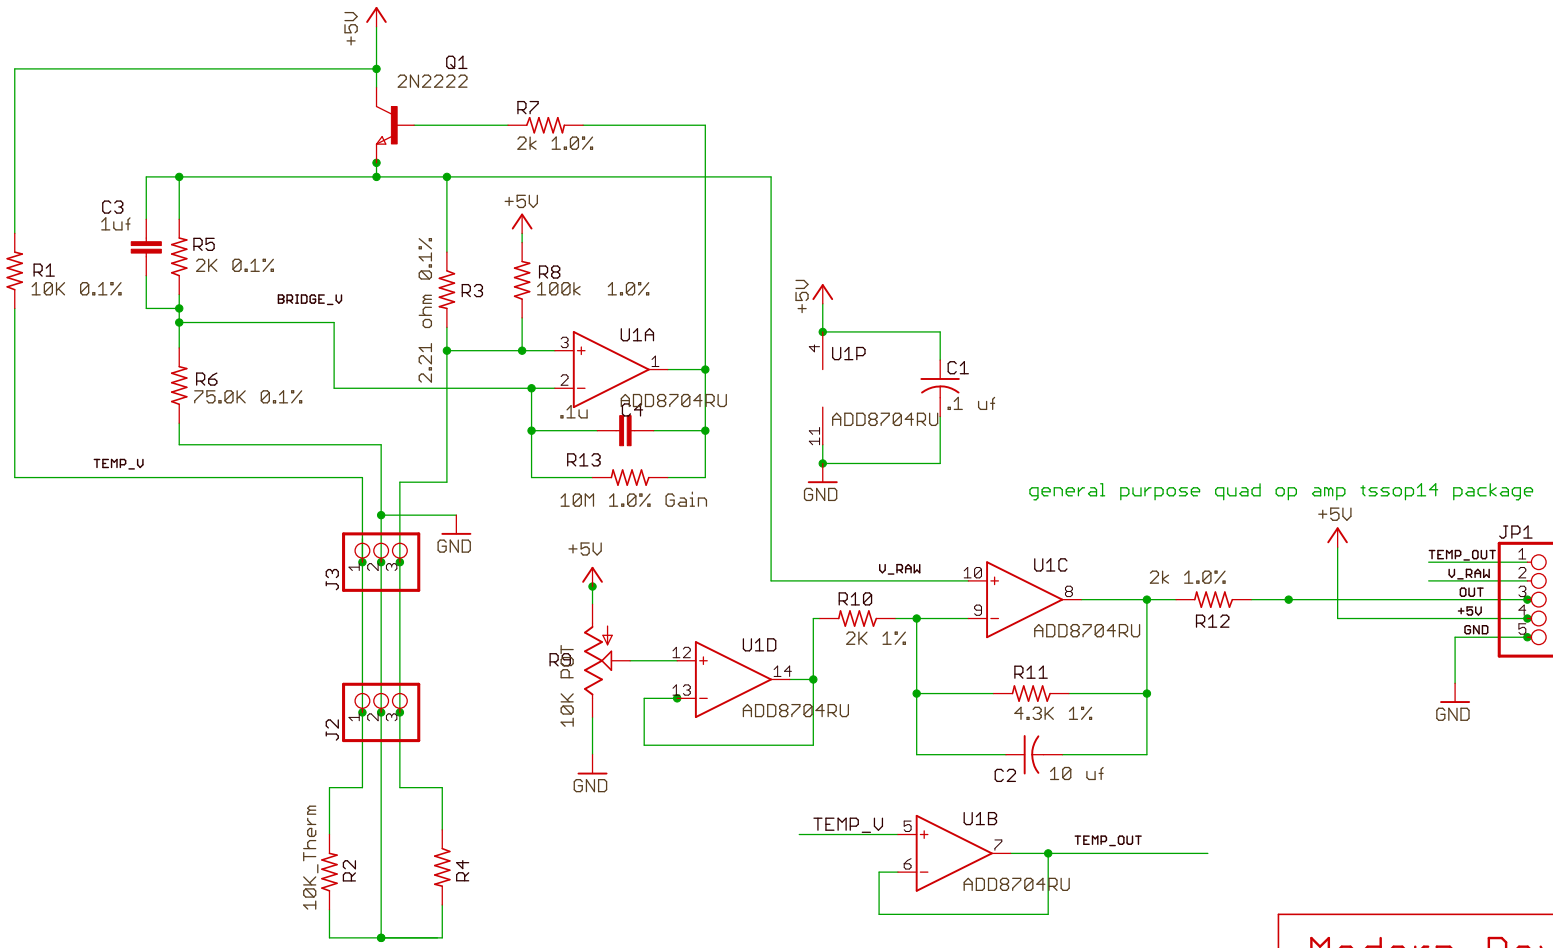 +5V
Q1
2N2222
R7
2k 1.0%
C3
1uf
R5
2K 0.1%
R1
10K 0.1%
BRIDGE_V
2.21 ohm 0.1%
R3
+5V
R8
100k 1.0%
U1A
3
2
1
ADD8704RU
R6
75.0K 0.1%
.1u
C4
R13
10M 1.0% Gain
TEMP_V
GND
J3
1
2
3
+5V
4
U1P
ADD8704RU
11
GND
C1
.1 uf
general purpose quad op amp tssop14 package
+5V
JP1
TEMP_OUT 1
V_RAW 2
OUT 3
+5V 4
GND 5
GND
V_RAW
10
9
U1C
8
ADD8704RU
2k 1.0%
R12
R10
2K 1%
R11
4.3K 1%
C2
10 uf
+5V
R9
10K POT
GND
12
13
U1D
14
ADD8704RU
J2
1
2
3
10K_Therm
R2
R4
TEMP_V
5
6
U1B
7
TEMP_OUT
ADD8704RU
Modern